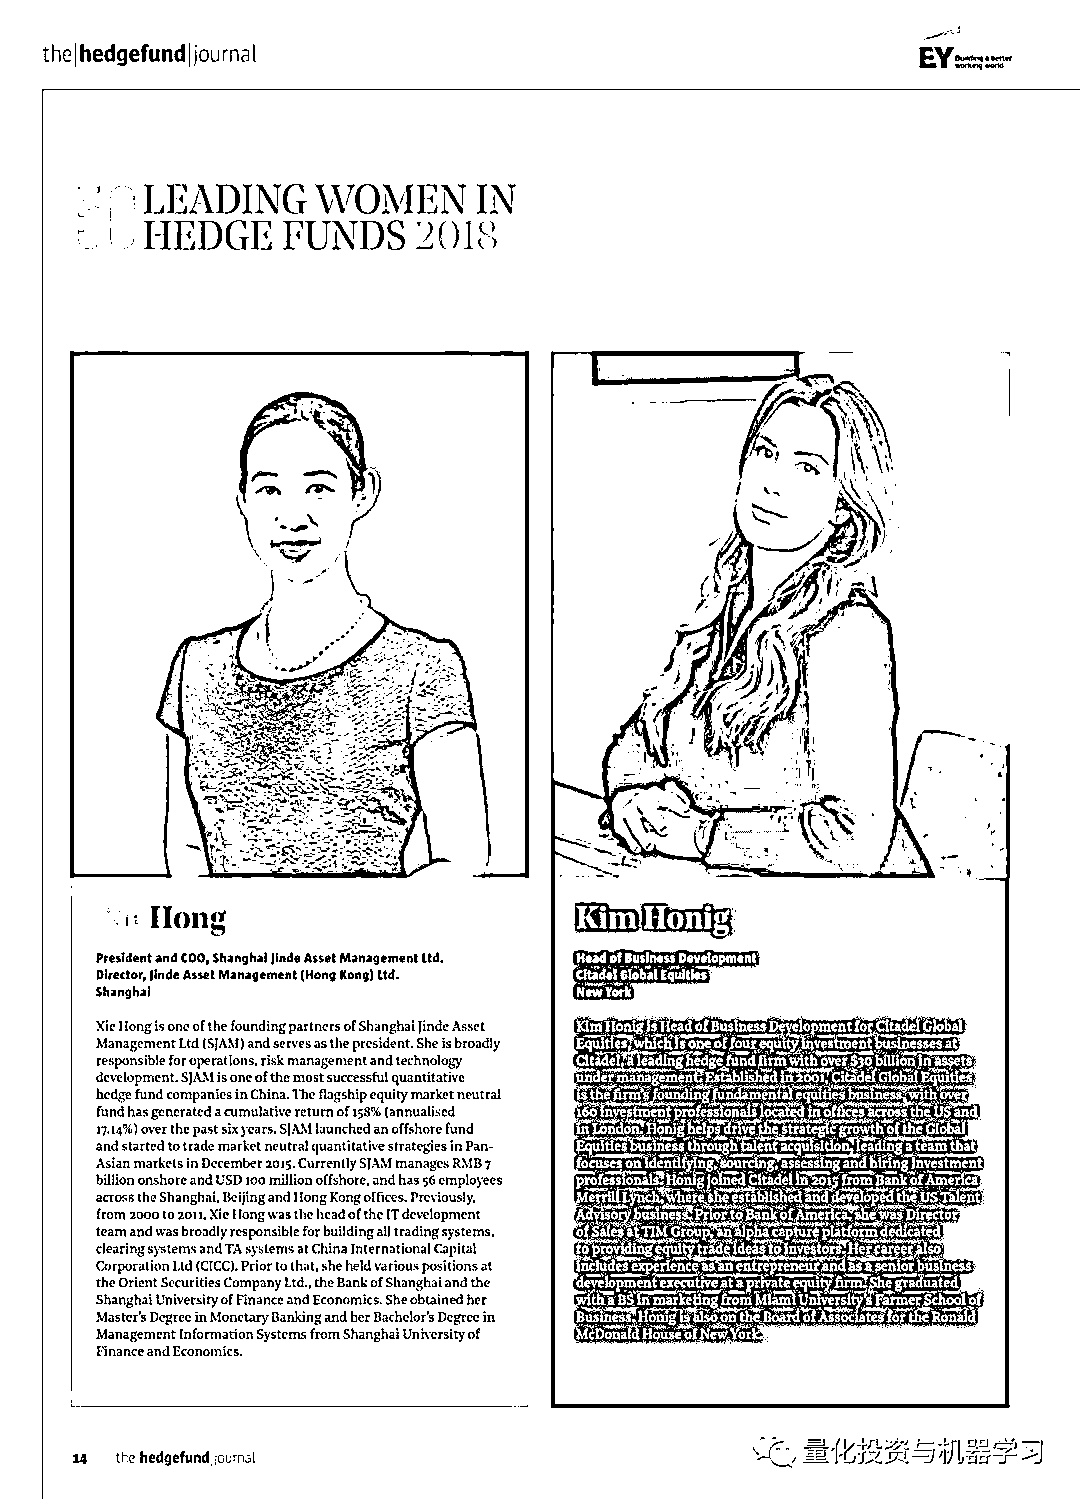 the|hedgefund|journal
EY Building a better
working world
50 LEADING WOMEN IN
HEDGE FUNDS 2018
Xie Hong
President and COO, Shanghai Jinde Asset Management Ltd.
Director, Jinde Asset Management (Hong Kong) Ltd.
Shanghai
Xie Hong is one of the founding partners of Shanghai Jinde Asset
Management Ltd (SJAM) and serves as the president. She is broadly
responsible for operations, risk management and technology
development. SJAM is one of the most successful quantitative
hedge fund companies in China. The flagship equity market neutral
fund has generated a cumulative return of 158% (annualised
17.14%) over the past six years. SJAM launched an offshore fund
and started to trade market neutral quantitative strategies in Pan-
Asian markets in December 2015. Currently SJAM manages RMB 7
billion onshore and USD 100 million offshore, and has 56 employees
across the Shanghai, Beijing and Hong Kong offices. Previously,
from 2000 to 2011, Xie Hong was the head of the IT development
team and was broadly responsible for building all trading systems,
clearing systems and TA systems at China International Capital
Corporation Ltd (CICC). Prior to that, she held various positions at
the Orient Securities Company Ltd., the Bank of Shanghai and the
Shanghai University of Finance and Economics. She obtained her
Master's Degree in Monetary Banking and her Bachelor's Degree in
Management Information Systems from Shanghai University of
Finance and Economics.
Kim Honig
Head of Business Development
Citadel Global Equities
New York
Kim Honig is Head of Business Development for Citadel Global
Equities, which is one of four equity investment businesses at
Citadel, a leading hedge fund firm with over $30 billion in assets
under management. Established in 2001, Citadel Global Equities
is the firm's founding fundamental equities business, with over
160 investment professionals located in offices across the US and
in London. Honig helps drive the strategic growth of the Global
Equities business through talent acquisition, leading a team that
focuses on identifying, sourcing, assessing and hiring investment
professionals. Honig joined Citadel in 2015 from Bank of America
Merrill Lynch, where she established and developed the US Talent
Advisory business. Prior to Bank of America, she was Director
of Sales at TIM Group, an alpha capture platform dedicated
to providing equity trade ideas to investors. Her career also
includes experience as an entrepreneur and as a senior business
development executive at a private equity firm. She graduated
with a BS in marketing from Miami University's Farmer School of
Business. Honig is also on the Board of Associates for the Ronald
McDonald House of New York.
14 the hedgefund journal
量化投资与机器学习